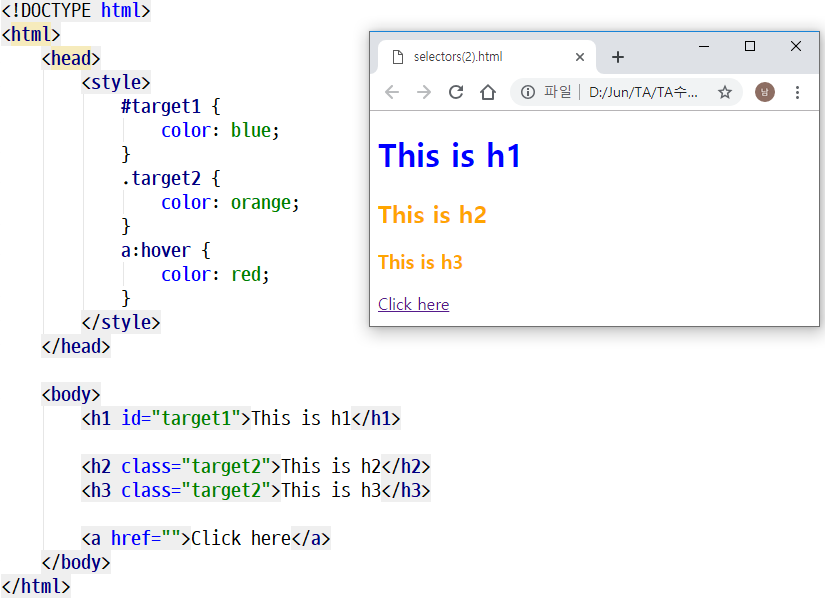 <!DOCTYPE html>
<html>
    <head>
        <style>
            #target1 {
                color: blue;
            }
            .target2 {
                color: orange;
            }
            a:hover {
                color: red;
            }
        </style>
    </head>

    <body>
        <h1 id="target1">This is h1</h1>

        <h2 class="target2">This is h2</h2>
        <h3 class="target2">This is h3</h3>

        <a href="">Click here</a>
    </body>
</html>
selectors(2).html
파일 D:/Jun/TA/TA수... 남
This is h1
This is h2
This is h3
Click here